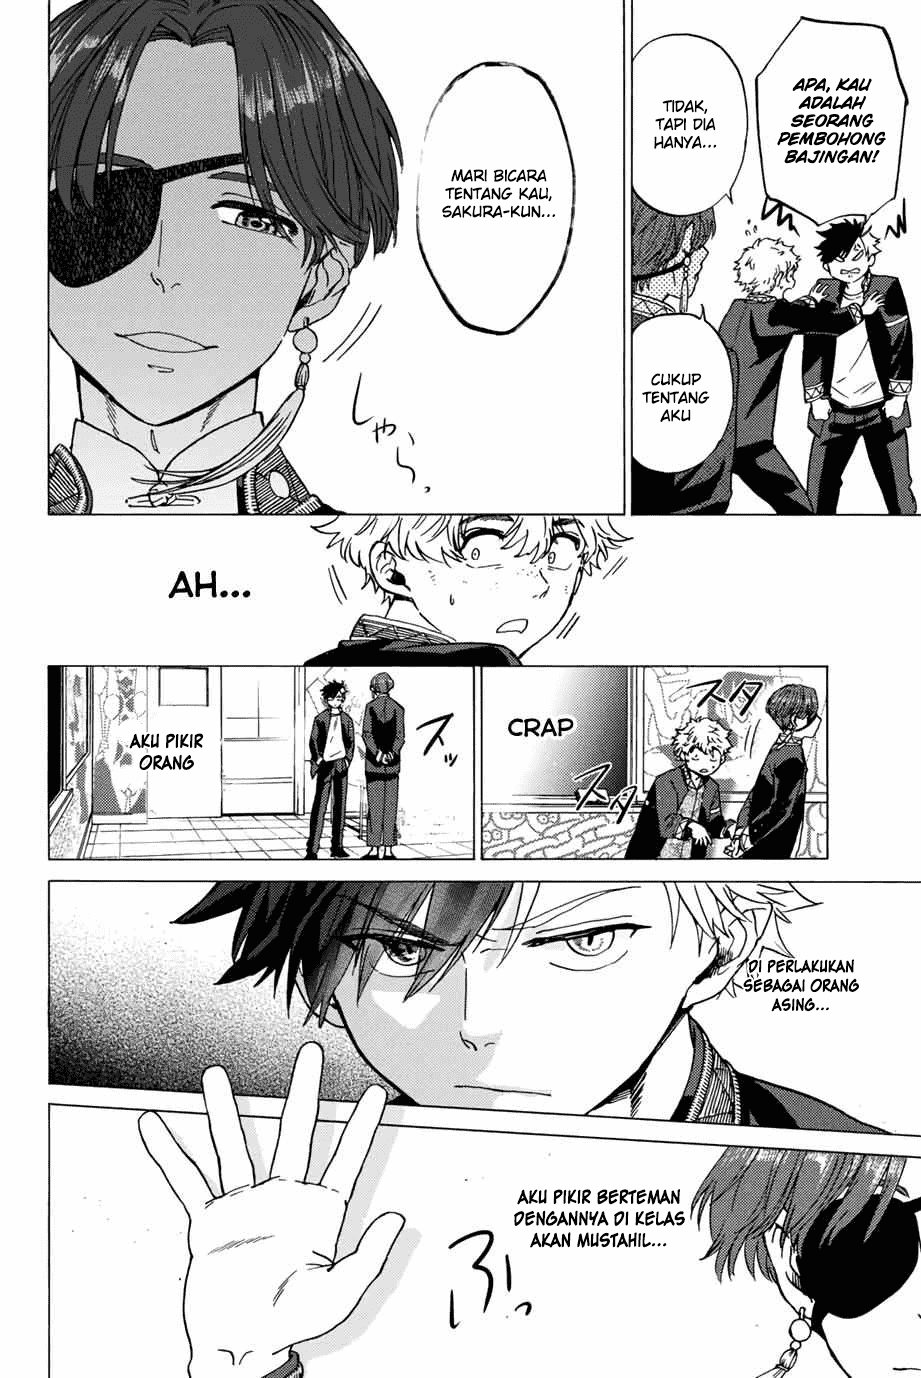 APA, KAU
ADALAH
SEORANG
PEMBOHONG
BAJINGAN!
TIDAK,
TAPI DIA
HANYA...
CUKUP
TENTANG
AKU
MARI BICARA
TENTANG KAU,
SAKURA-KUN...
しゃらっ
AH...
CRAP
スタ
スタ
AKU PIKIR
ORANG
スッ
DI PERLAKUKAN
SEBAGAI ORANG
ASING...
AKU PIKIR BERTEMAN
DENGANNYA DI KELAS
AKAN MUSTAHIL...
ふっ